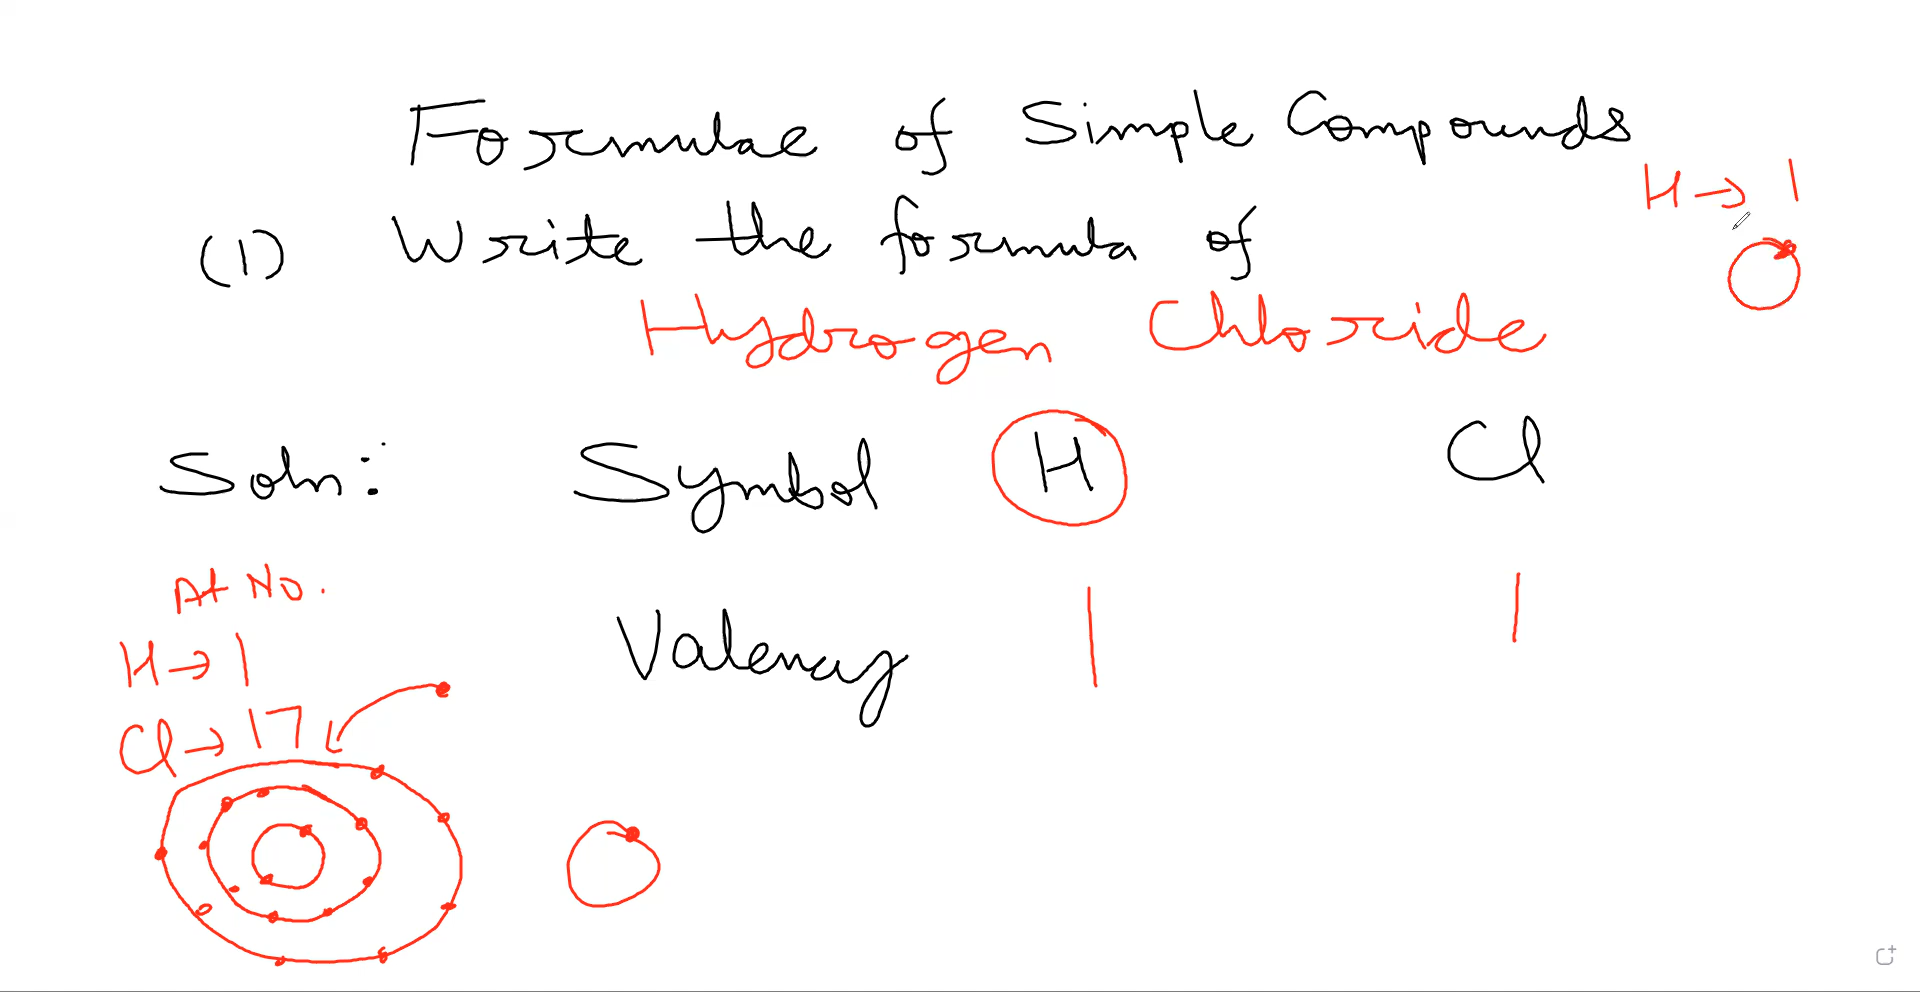 Formulae of Simple Compounds
H → 1
(1) Write the formula of
Hydrogen Chloride
Soln: Symbol H Cl
At No.
Valency 1 1
H → 1
Cl → 17